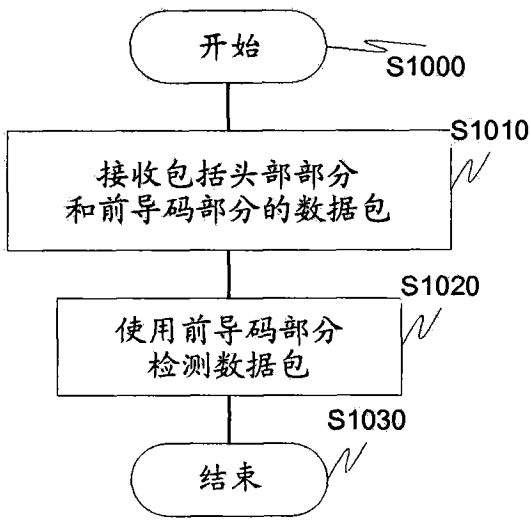 开始
S1000
S1010
接收包括头部部分
和前导码部分的数据包
S1020
使用前导码部分
检测数据包
S1030
结束